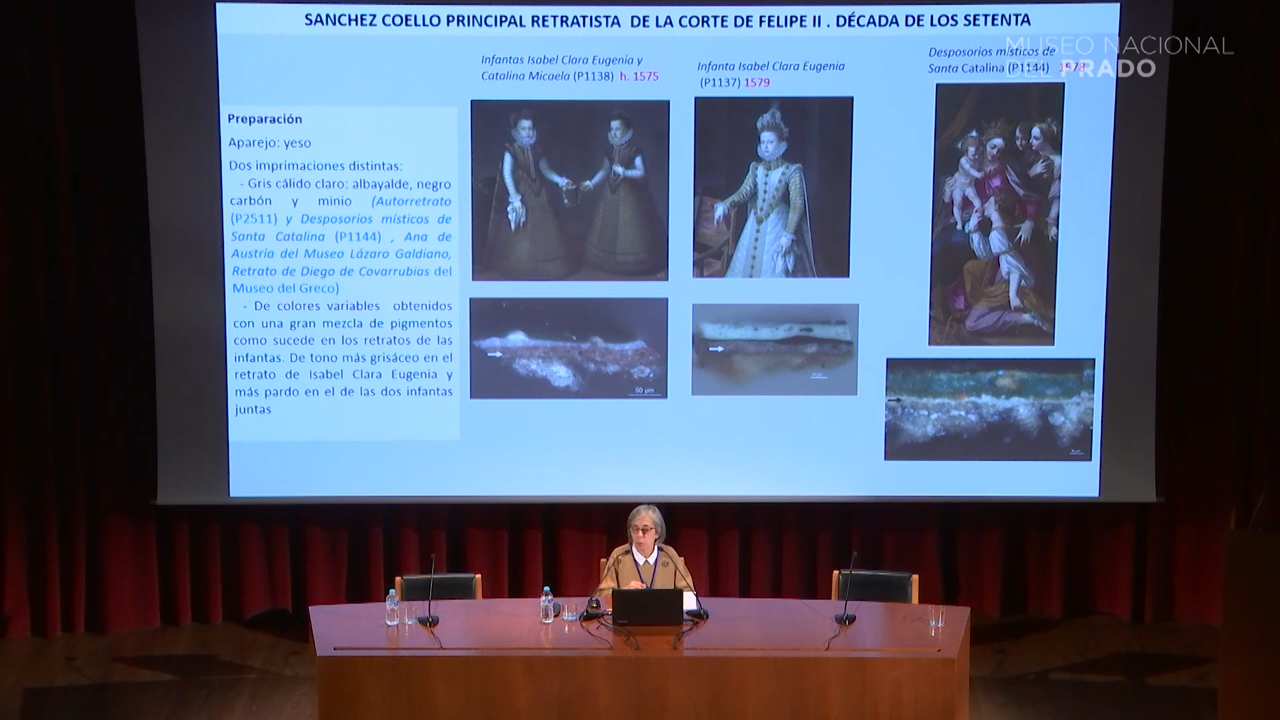 SANCHEZ COELLO PRINCIPAL RETRATISTA DE LA CORTE DE FELIPE II . DÉCADA DE LOS SETENTA
MUSEO NACIONAL
DEL PRADO
Infantas Isabel Clara Eugenia y
Catalina Micaela (P1138) h. 1575
Infanta Isabel Clara Eugenia
(P1137) 1579
Desposorios místicos de
Santa Catalina (P1144)
Preparación
Aparejo: yeso
Dos imprimaciones distintas:
- Gris cálido claro: albayalde, negro
carbón y minio (Autorretrato
(P2511) y Desposorios místicos de
Santa Catalina (P1144) , Ana de
Austria del Museo Lázaro Galdiano,
Retrato de Diego de Covarrubias del
Museo del Greco)
- De colores variables obtenidos
con una gran mezcla de pigmentos
como sucede en los retratos de las
infantas. De tono más grisáceo en el
retrato de Isabel Clara Eugenia y
más pardo en el de las dos infantas
juntas
50 µm